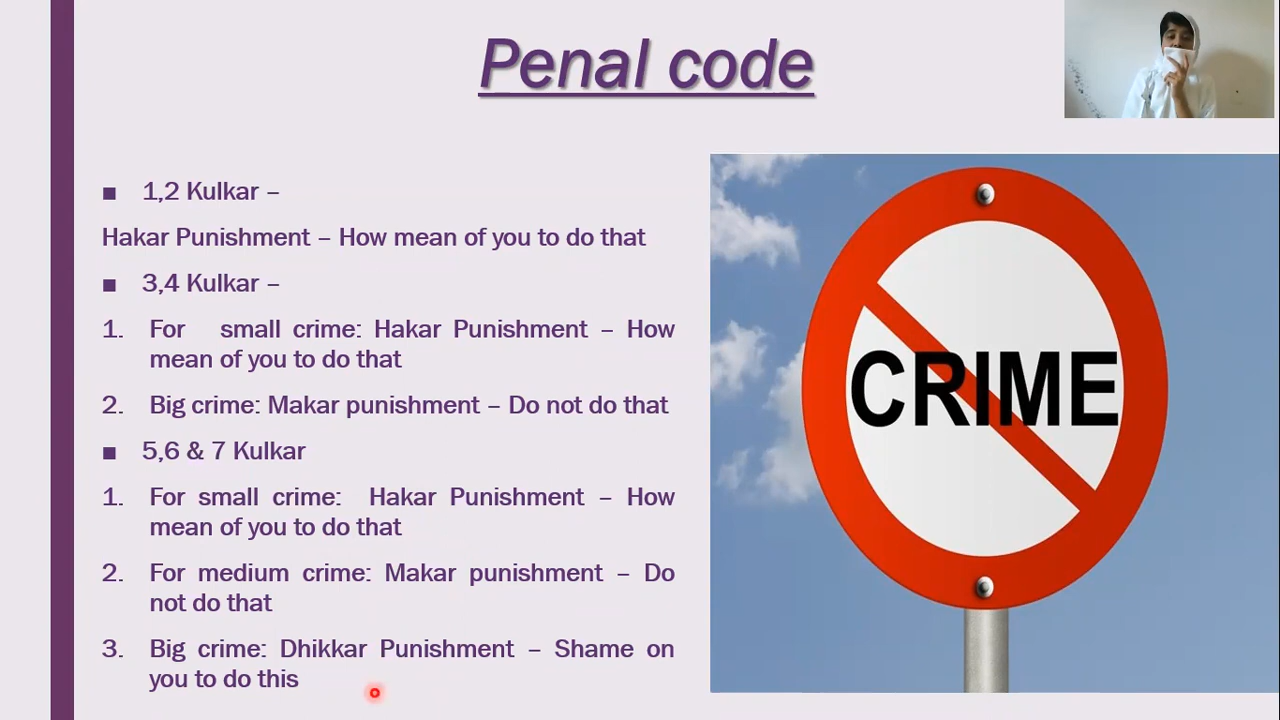 Penal code
■ 1,2 Kulkar –
Hakar Punishment – How mean of you to do that
■ 3,4 Kulkar –
1. For small crime: Hakar Punishment – How
mean of you to do that
2. Big crime: Makar punishment – Do not do that
■ 5,6 & 7 Kulkar
1. For small crime: Hakar Punishment – How
mean of you to do that
2. For medium crime: Makar punishment – Do
not do that
3. Big crime: Dhikkar Punishment – Shame on
you to do this
CRIME